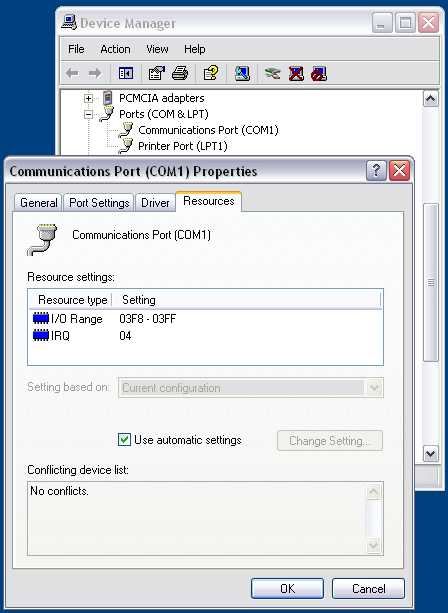 Device Manager
File Action View Help
PCMCIA adapters
Ports (COM & LPT)
Communications Port (COM1)
Printer Port (LPT1)
Communications Port (COM1) Properties
General Port Settings Driver Resources
Communications Port (COM1)
Resource settings:
Resource type Setting
I/O Range 03F8 - 03FF
IRQ 04
Setting based on: Current configuration
Use automatic settings Change Setting...
Conflicting device list:
No conflicts.
OK Cancel